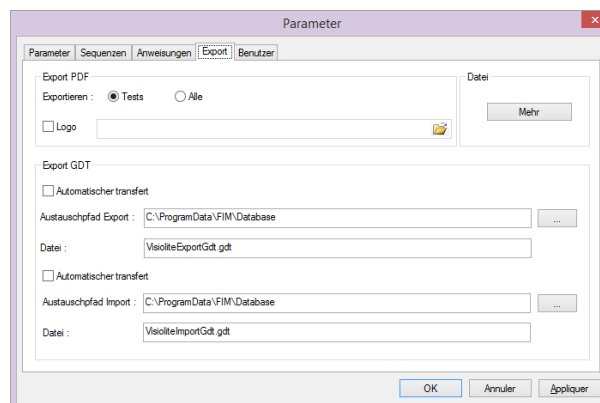 Parameter
Parameter Sequenzen Anweisungen Export Benutzer
Export PDF
Datei
Exportieren : Tests Alle
Mehr
Logo
Export GDT
Automatischer transfert
Austauschpfad Export : C:\ProgramData\FIM\Database ...
Datei : VisioliteExportGdt.gdt
Automatischer transfert
Austauschpfad Import : C:\ProgramData\FIM\Database ...
Datei : VisioliteImportGdt.gdt
OK Annuler Appliquer